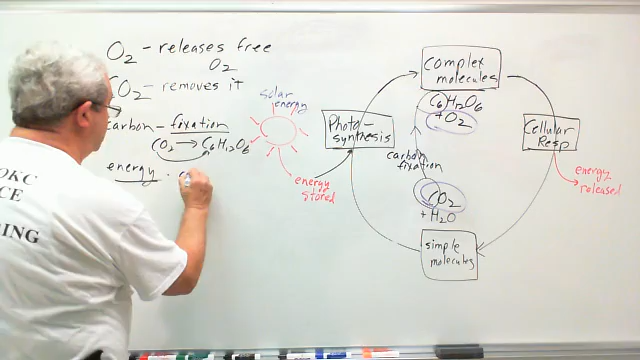 O2 - releases free
O2
CO2 - removes it
carbon - fixation
CO2 → C6H12O6
energy .
solar
energy
Photo-
synthesis
energy
stored
complex
molecules
C6H12O6
+ O2
carbon
fixation
CO2
+ H2O
simple
molecules
Cellular
Resp
energy
released
OKC
CE
ING